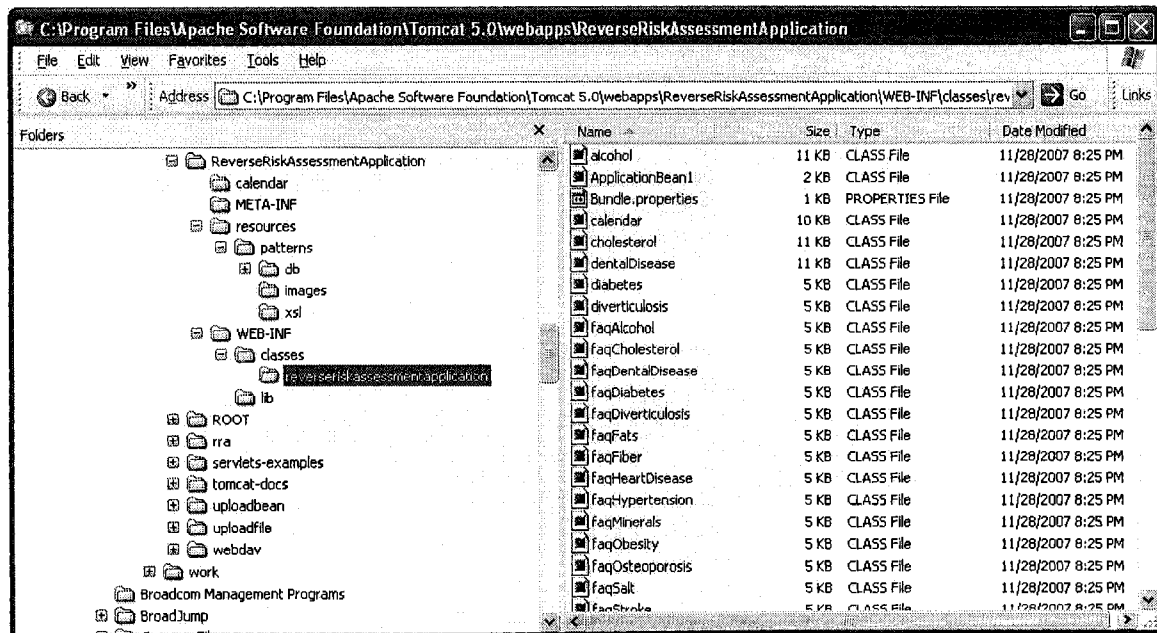 C:\Program Files\Apache Software Foundation\Tomcat 5.0\webapps\ReverseRiskAssessmentApplication
File Edit View Favorites Tools Help
Back » Address C:\Program Files\Apache Software Foundation\Tomcat 5.0\webapps\ReverseRiskAssessmentApplication\WEB-INF\classes\rev Go Links
Folders x Name Size Type Date Modified
ReverseRiskAssessmentApplication
calendar
META-INF
resources
patterns
db
images
xsl
WEB-INF
classes
reverseriskassessmentapplication
lib
ROOT
rra
servlets-examples
tomcat-docs
uploadbean
uploadfile
webdav
work
Broadcom Management Programs
BroadJump
alcohol 11 KB CLASS File 11/28/2007 8:25 PM
ApplicationBean1 2 KB CLASS File 11/28/2007 8:25 PM
Bundle.properties 1 KB PROPERTIES File 11/28/2007 8:25 PM
calendar 10 KB CLASS File 11/28/2007 8:25 PM
cholesterol 11 KB CLASS File 11/28/2007 8:25 PM
dentalDisease 11 KB CLASS File 11/28/2007 8:25 PM
diabetes 5 KB CLASS File 11/28/2007 8:25 PM
diverticulosis 5 KB CLASS File 11/28/2007 8:25 PM
faqAlcohol 5 KB CLASS File 11/28/2007 8:25 PM
faqCholesterol 5 KB CLASS File 11/28/2007 8:25 PM
faqDentalDisease 5 KB CLASS File 11/28/2007 8:25 PM
faqDiabetes 5 KB CLASS File 11/28/2007 8:25 PM
faqDiverticulosis 5 KB CLASS File 11/28/2007 8:25 PM
faqFats 5 KB CLASS File 11/28/2007 8:25 PM
faqFiber 5 KB CLASS File 11/28/2007 8:25 PM
faqHeartDisease 5 KB CLASS File 11/28/2007 8:25 PM
faqHypertension 5 KB CLASS File 11/28/2007 8:25 PM
faqMinerals 5 KB CLASS File 11/28/2007 8:25 PM
faqObesity 5 KB CLASS File 11/28/2007 8:25 PM
faqOsteoporosis 5 KB CLASS File 11/28/2007 8:25 PM
faqSalt 5 KB CLASS File 11/28/2007 8:25 PM
faqStroke 5 KB CLASS File 11/28/2007 8:25 PM